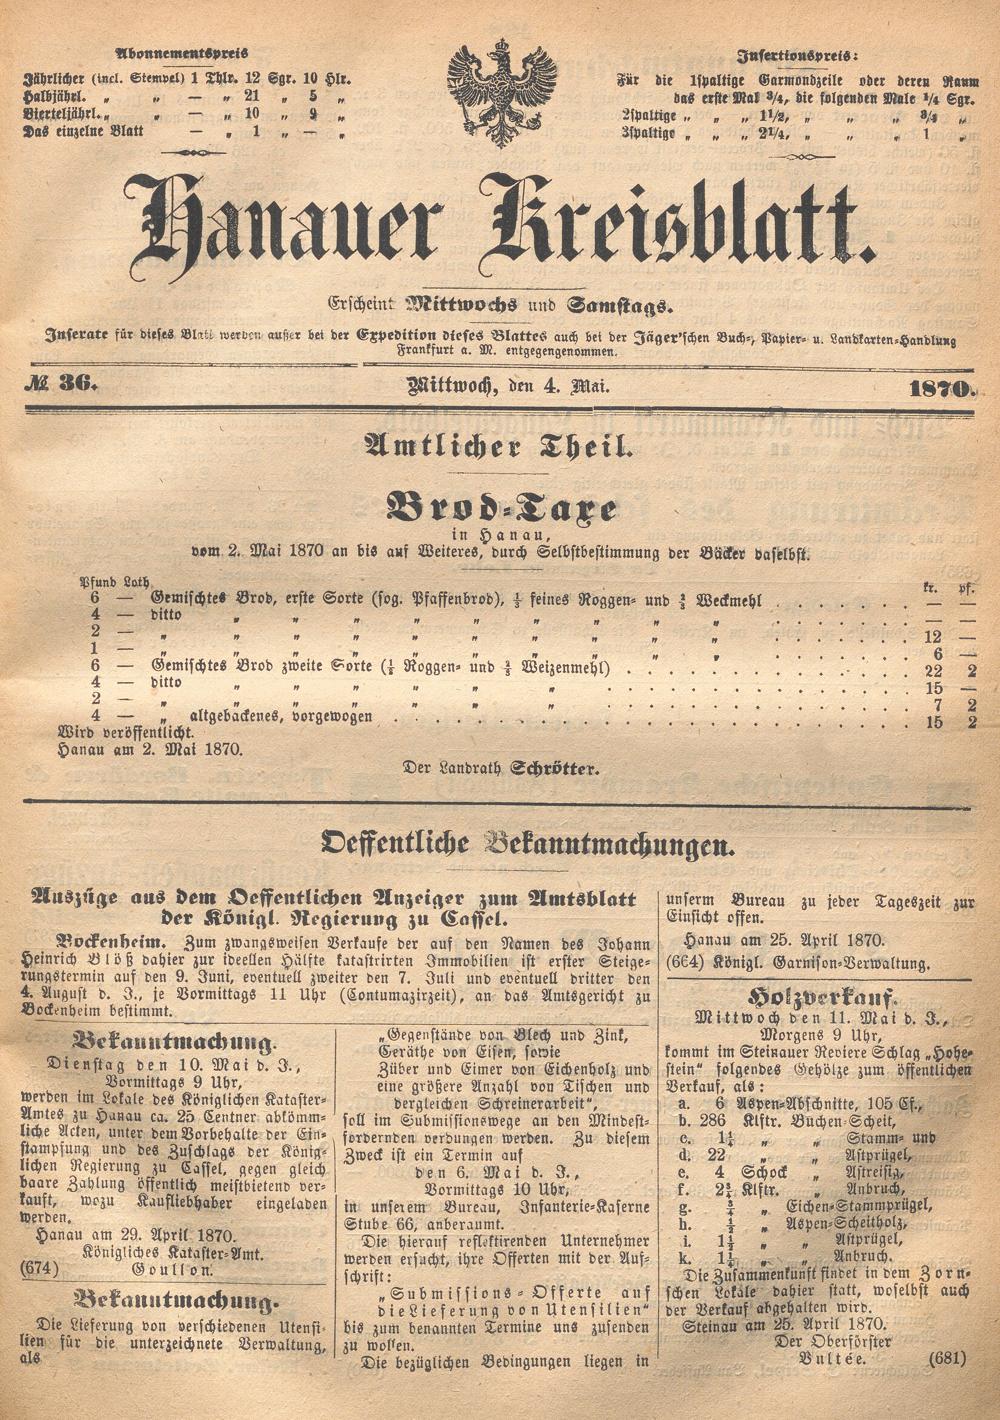 Abonnementspreis
Jährlicher (incl. Stempel) 1 Thlr. 12 Sgr. 10 Hlr.
Halbjährl. „ „ — „ 21 „ 5 „
Vierteljährl. „ „ — „ 10 „ 9 „
Das einzelne Blatt — „ 1 „ — „
Insertionspreis:
Für die 1spaltige Garmondzeile oder deren Raum
das erste Mal 3/4, die folgenden Male 1/4 Sgr.
2spaltige „ „ „ 1 1/2, „ „ „ 3/4 „
3spaltige „ „ „ 2 1/4, „ „ „ 1 „
Hanauer Kreisblatt.
Erscheint Mittwochs und Samstags.
Inserate für dieses Blatt werden außer bei der Expedition dieses Blattes auch bei der Jäger'schen Buch-, Papier- u. Landkarten-Handlung
Frankfurt a. M. entgegengenommen.
№ 36. Mittwoch, den 4. Mai. 1870.
Amtlicher Theil.
Brod-Taxe
in Hanau,
vom 2. Mai 1870 an bis auf Weiteres, durch Selbstbestimmung der Bäcker daselbst.
Pfund Loth kr. pf.
6 — Gemischtes Brod, erste Sorte (sog. Pfaffenbrod), 1/3 feines Roggen- und 2/3 Weckmehl . . . . . . . — —
4 — ditto „ „ „ „ „ „ „ „ „ . . . . . . . — —
2 — „ „ „ „ „ „ „ „ „ „ . . . . . . . 12 —
1 — „ „ „ „ „ „ „ „ „ „ . . . . . . . 6 —
6 — Gemischtes Brod zweite Sorte (1/3 Roggen- und 2/3 Weizenmehl) . . . . . . . 22 2
4 — ditto „ „ „ „ „ „ . . . . . . . 15 —
2 — „ „ „ „ „ „ „ . . . . . . . 7 2
4 — „ altgebackenes, vorgewogen . . . . . . . 15 2
Wird veröffentlicht.
Hanau am 2. Mai 1870.
Der Landrath Schrötter.
Oeffentliche Bekanntmachungen.
Auszüge aus dem Oeffentlichen Anzeiger zum Amtsblatt
der Königl. Regierung zu Cassel.
Bockenheim. Zum zwangsweisen Verkaufe der auf den Namen des Johann
Heinrich Blöß dahier zur ideellen Hälfte katastrirten Immobilien ist erster Steige-
rungstermin auf den 9. Juni, eventuell zweiter den 7. Juli und eventuell dritter den
4. August d. J., je Vormittags 11 Uhr (Contumazirzeit), an das Amtsgericht zu
Bockenheim bestimmt.
Bekanntmachung.
Dienstag den 10. Mai d. J.,
Vormittags 9 Uhr,
werden im Lokale des Königlichen Kataster-
Amtes zu Hanau ca. 25 Centner abkömm-
liche Acten, unter dem Vorbehalte der Ein-
stampfung und des Zuschlags der König-
lichen Regierung zu Cassel, gegen gleich
baare Zahlung öffentlich meistbietend ver-
kauft, wozu Kaufliebhaber eingeladen
werden.
Hanau am 29. April 1870.
Königliches Kataster-Amt.
(674) Goullon.
Bekanntmachung.
Die Lieferung von verschiedenen Utensi-
lien für die unterzeichnete Verwaltung,
als
„Gegenstände von Blech und Zink,
Geräthe von Eisen, sowie
Züber und Eimer von Eichenholz und
eine größere Anzahl von Tischen und
dergleichen Schreinerarbeit“,
soll im Submissionswege an den Mindest-
fordernden verdungen werden. Zu diesem
Zweck ist ein Termin auf
den 6. Mai d. J.,
Vormittags 10 Uhr,
in unserem Bureau, Infanterie-Kaserne
Stube 66, anberaumt.
Die hierauf reflektirenden Unternehmer
werden ersucht, ihre Offerten mit der Auf-
schrift:
„Submissions-Offerte auf
die Lieferung von Utensilien“
bis zum benannten Termine uns zusenden
zu wollen.
Die bezüglichen Bedingungen liegen in
unserm Bureau zu jeder Tageszeit zur
Einsicht offen.
Hanau am 25. April 1870.
(664) Königl. Garnison-Verwaltung.
Holzverkauf.
Mittwoch den 11. Mai d. J.,
Morgens 9 Uhr,
kommt im Steinauer Reviere Schlag „Hohe-
stein“ folgendes Gehölze zum öffentlichen
Verkauf, als:
a. 6 Aspen-Abschnitte, 105 Cf.,
b. 286 Klftr. Buchen-Scheit,
c. 1 1/4 „ „ Stamm- und
d. 22 „ „ Astprügel,
e. 4 Schock „ Astreisig,
f. 2 3/4 Klftr. „ Anbruch,
g. 3/4 „ Eichen-Stammprügel,
h. 1/2 „ Aspen-Scheitholz,
i. 1 1/2 „ „ Astprügel,
k. 1 1/4 „ „ Anbruch.
Die Zusammenkunft findet in dem Zorn-
schen Lokale dahier statt, woselbst auch
der Verkauf abgehalten wird.
Steinau am 25. April 1870.
Der Oberförster
Vultée. (681)